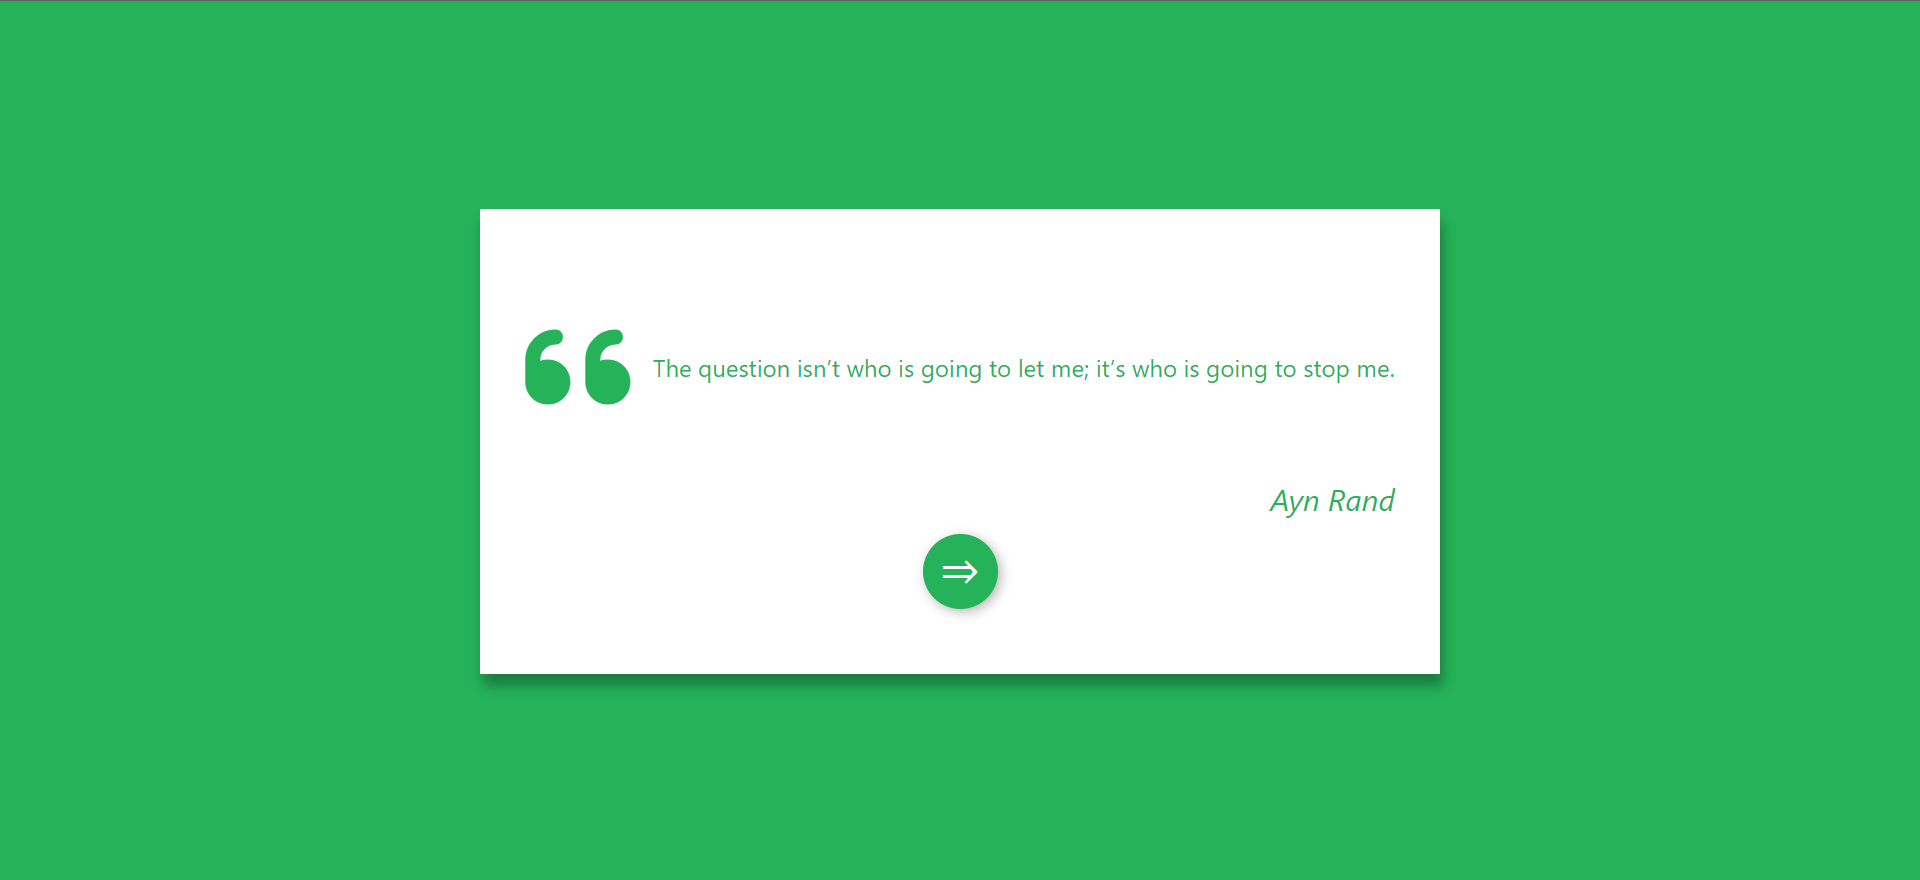 The question isn’t who is going to let me; it’s who is going to stop me.
Ayn Rand